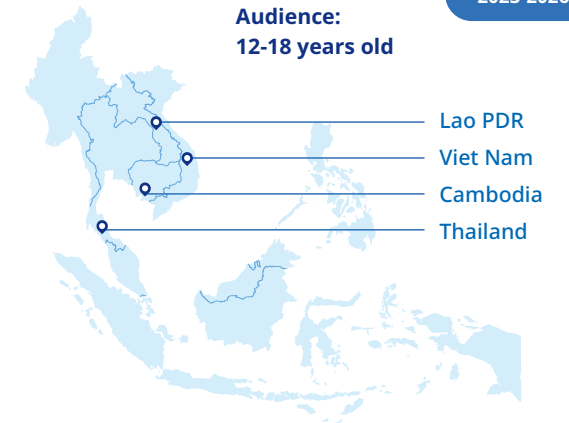 Audience:
12-18 years old
Lao PDR
Viet Nam
Cambodia
Thailand